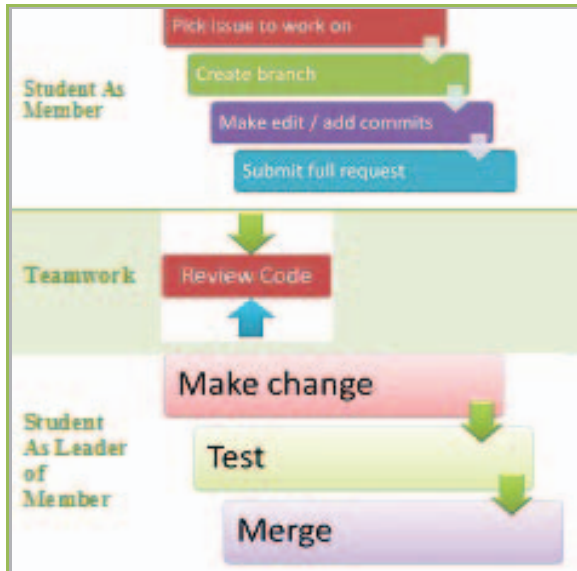 Pick issue to work on
Create branch
Student As
Member
Make edit / add commits
Submit full request
Teamwork
Review Code
Make change
Student
As Leader
of
Member
Test
Merge